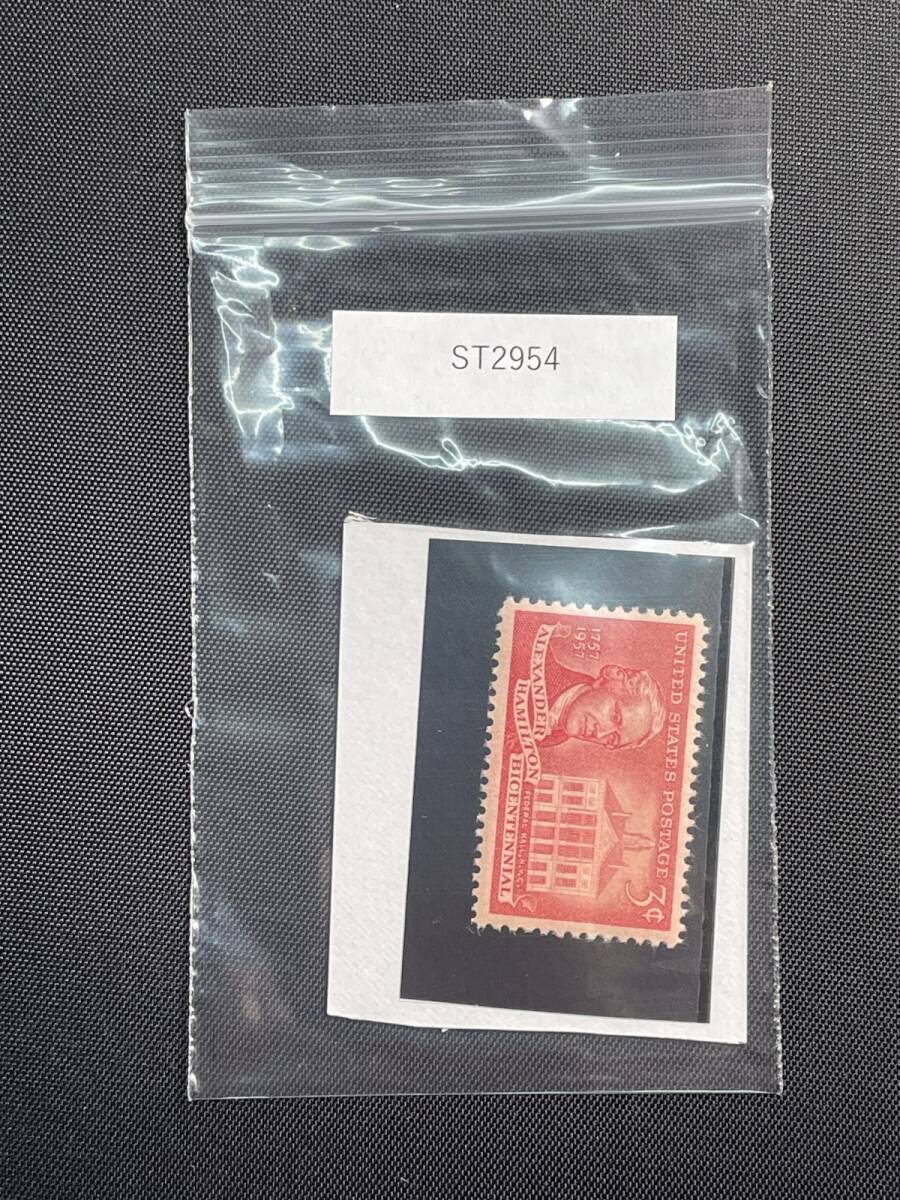 ST2954
UNITED STATES POSTAGE
3¢
1757
1957
ALEXANDER
HAMILTON
BICENTENNIAL
FEDERAL HALL, N.Y.C.